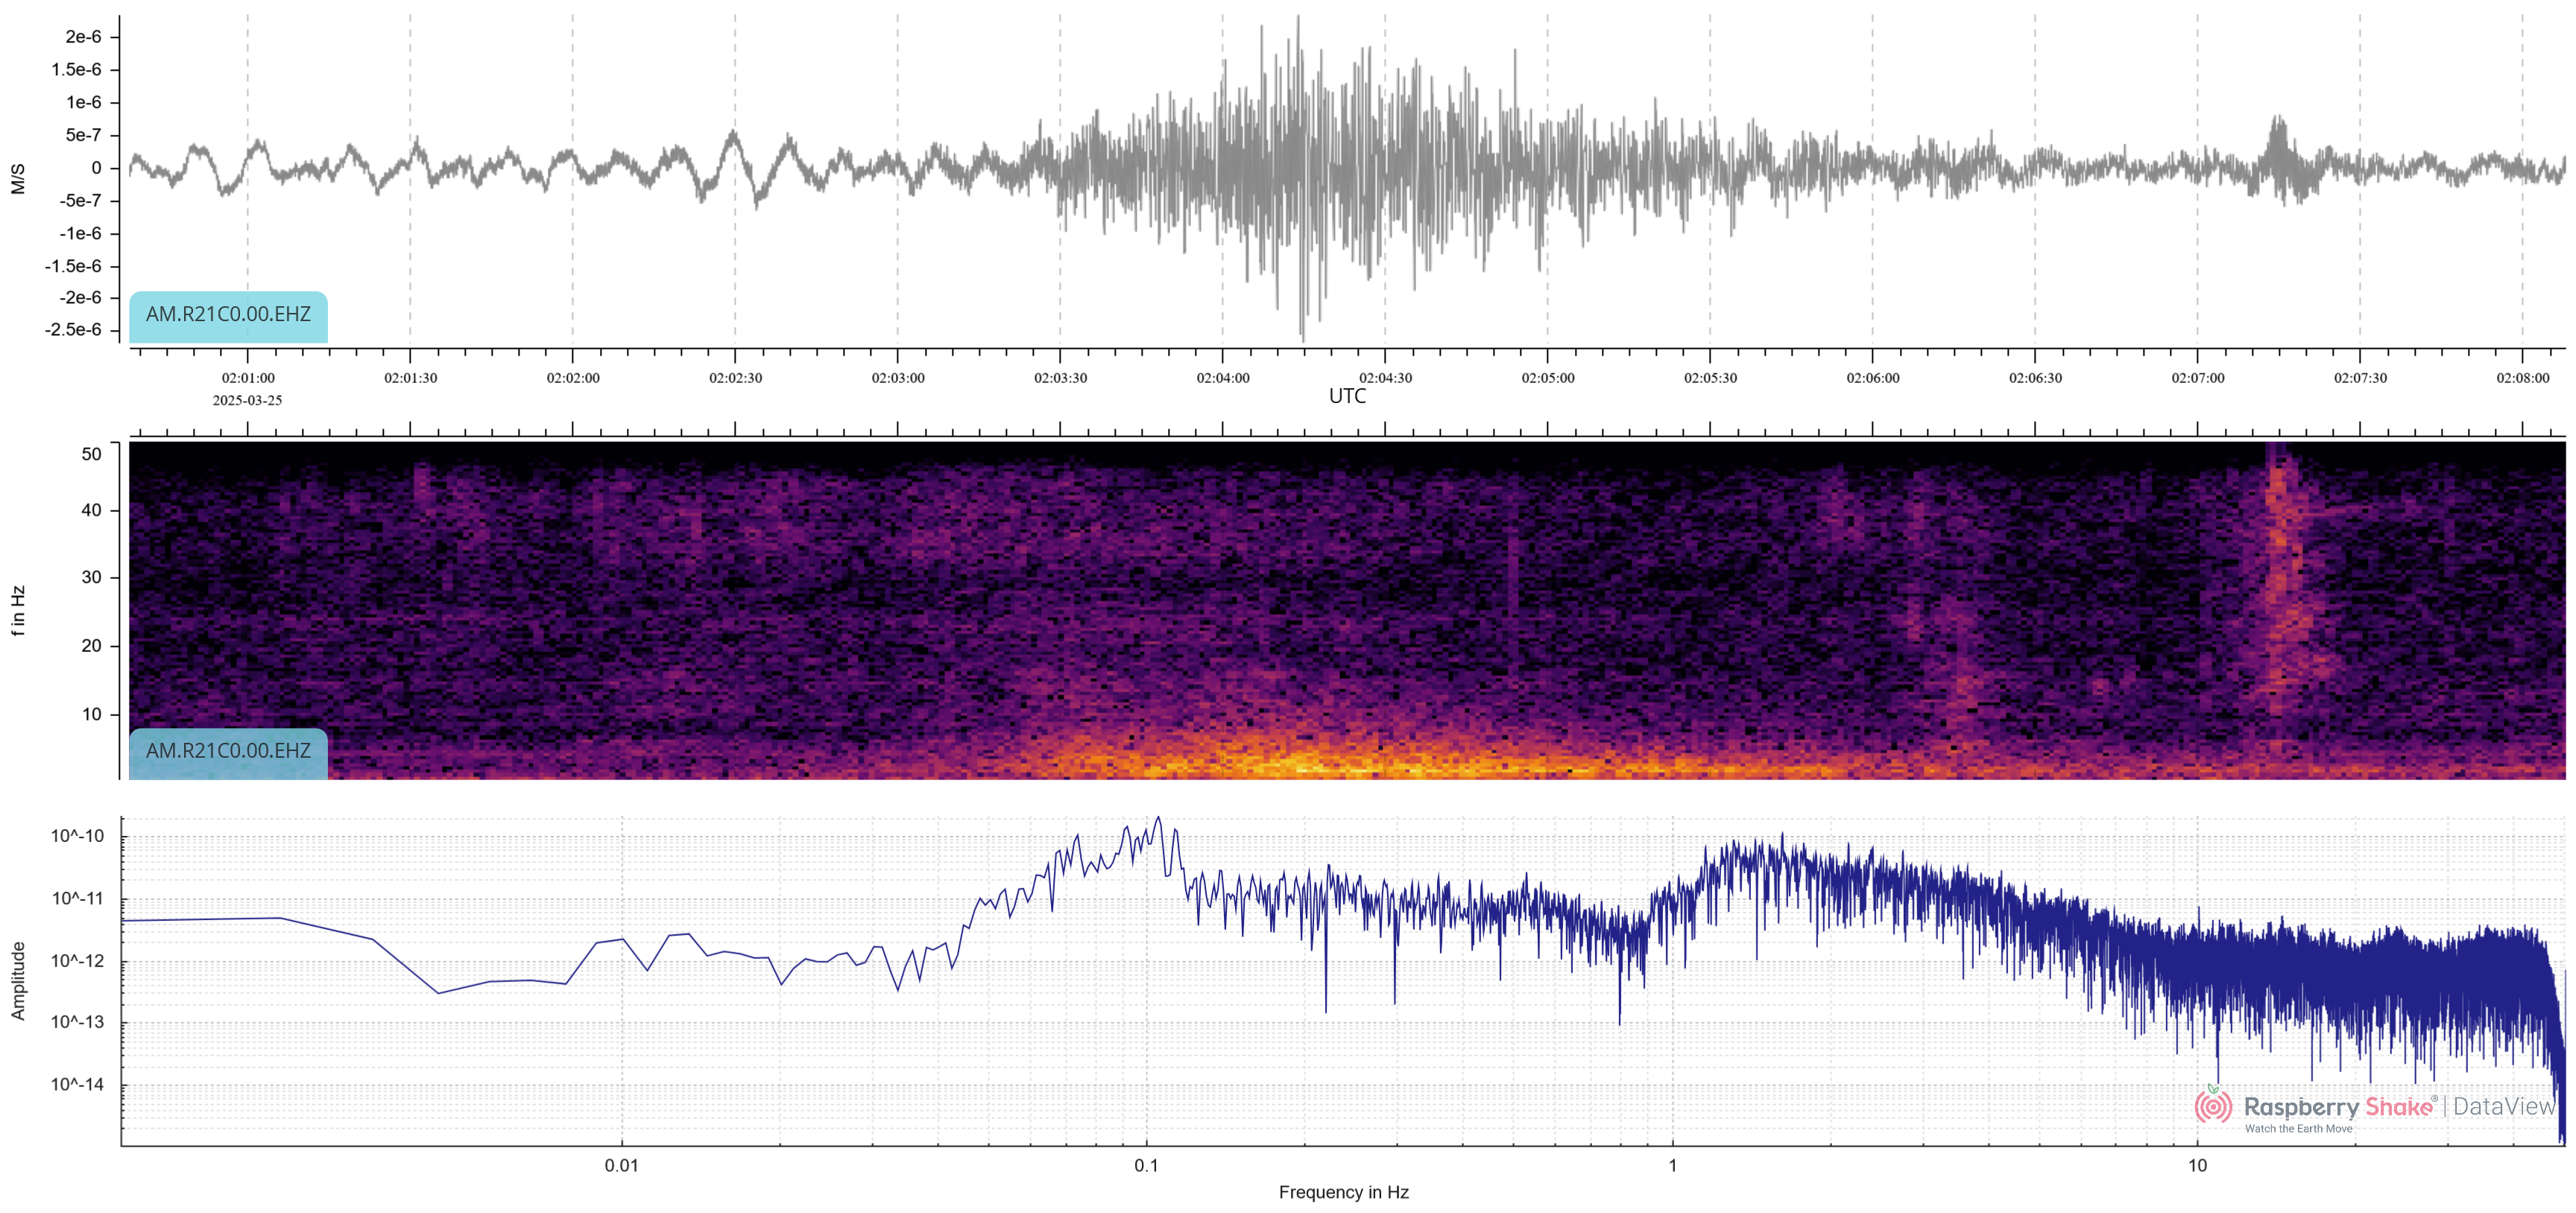 2e-6
1.5e-6
1e-6
5e-7
0
-5e-7
-1e-6
-1.5e-6
-2e-6
-2.5e-6
M/S
AM.R21C0.00.EHZ
02:01:00 02:01:30 02:02:00 02:02:30 02:03:00 02:03:30 02:04:00 02:04:30 02:05:00 02:05:30 02:06:00 02:06:30 02:07:00 02:07:30 02:08:00
2025-03-25
UTC
50
40
30
20
10
f in Hz
AM.R21C0.00.EHZ
10^-10
10^-11
10^-12
10^-13
10^-14
Amplitude
Raspberry Shake® | DataView
Watch the Earth Move
0.01 0.1 1 10
Frequency in Hz